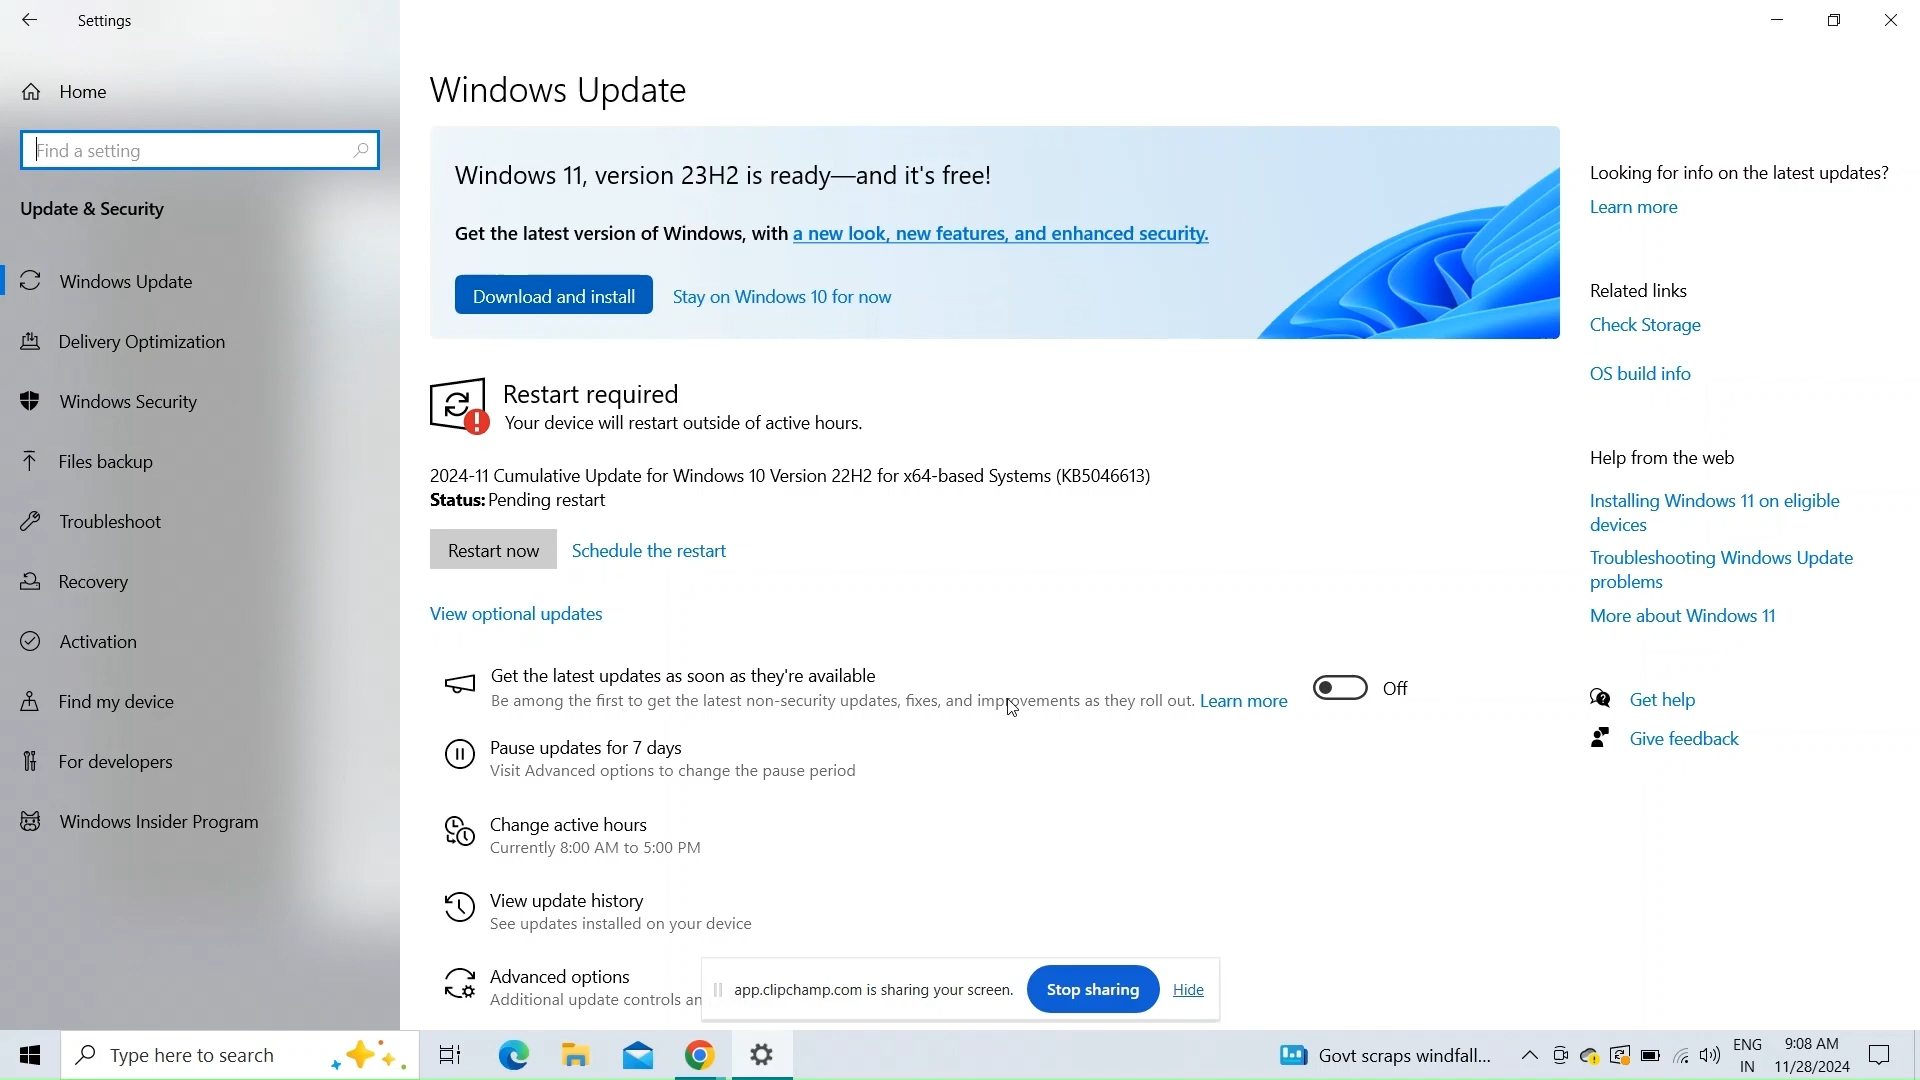 Settings
Home
Find a setting
Update & Security
Windows Update
Delivery Optimization
Windows Security
Files backup
Troubleshoot
Recovery
Activation
Find my device
For developers
Windows Insider Program
Windows Update
Windows 11, version 23H2 is ready—and it's free!
Get the latest version of Windows, with a new look, new features, and enhanced security.
Download and install Stay on Windows 10 for now
Restart required
Your device will restart outside of active hours.
2024-11 Cumulative Update for Windows 10 Version 22H2 for x64-based Systems (KB5046613)
Status: Pending restart
Restart now Schedule the restart
View optional updates
Get the latest updates as soon as they're available
Be among the first to get the latest non-security updates, fixes, and improvements as they roll out. Learn more
Off
Pause updates for 7 days
Visit Advanced options to change the pause period
Change active hours
Currently 8:00 AM to 5:00 PM
View update history
See updates installed on your device
Advanced options
Additional update controls an
Looking for info on the latest updates?
Learn more
Related links
Check Storage
OS build info
Help from the web
Installing Windows 11 on eligible
devices
Troubleshooting Windows Update
problems
More about Windows 11
Get help
Give feedback
app.clipchamp.com is sharing your screen. Stop sharing Hide
Type here to search
Govt scraps windfall...
ENG
IN
9:08 AM
11/28/2024